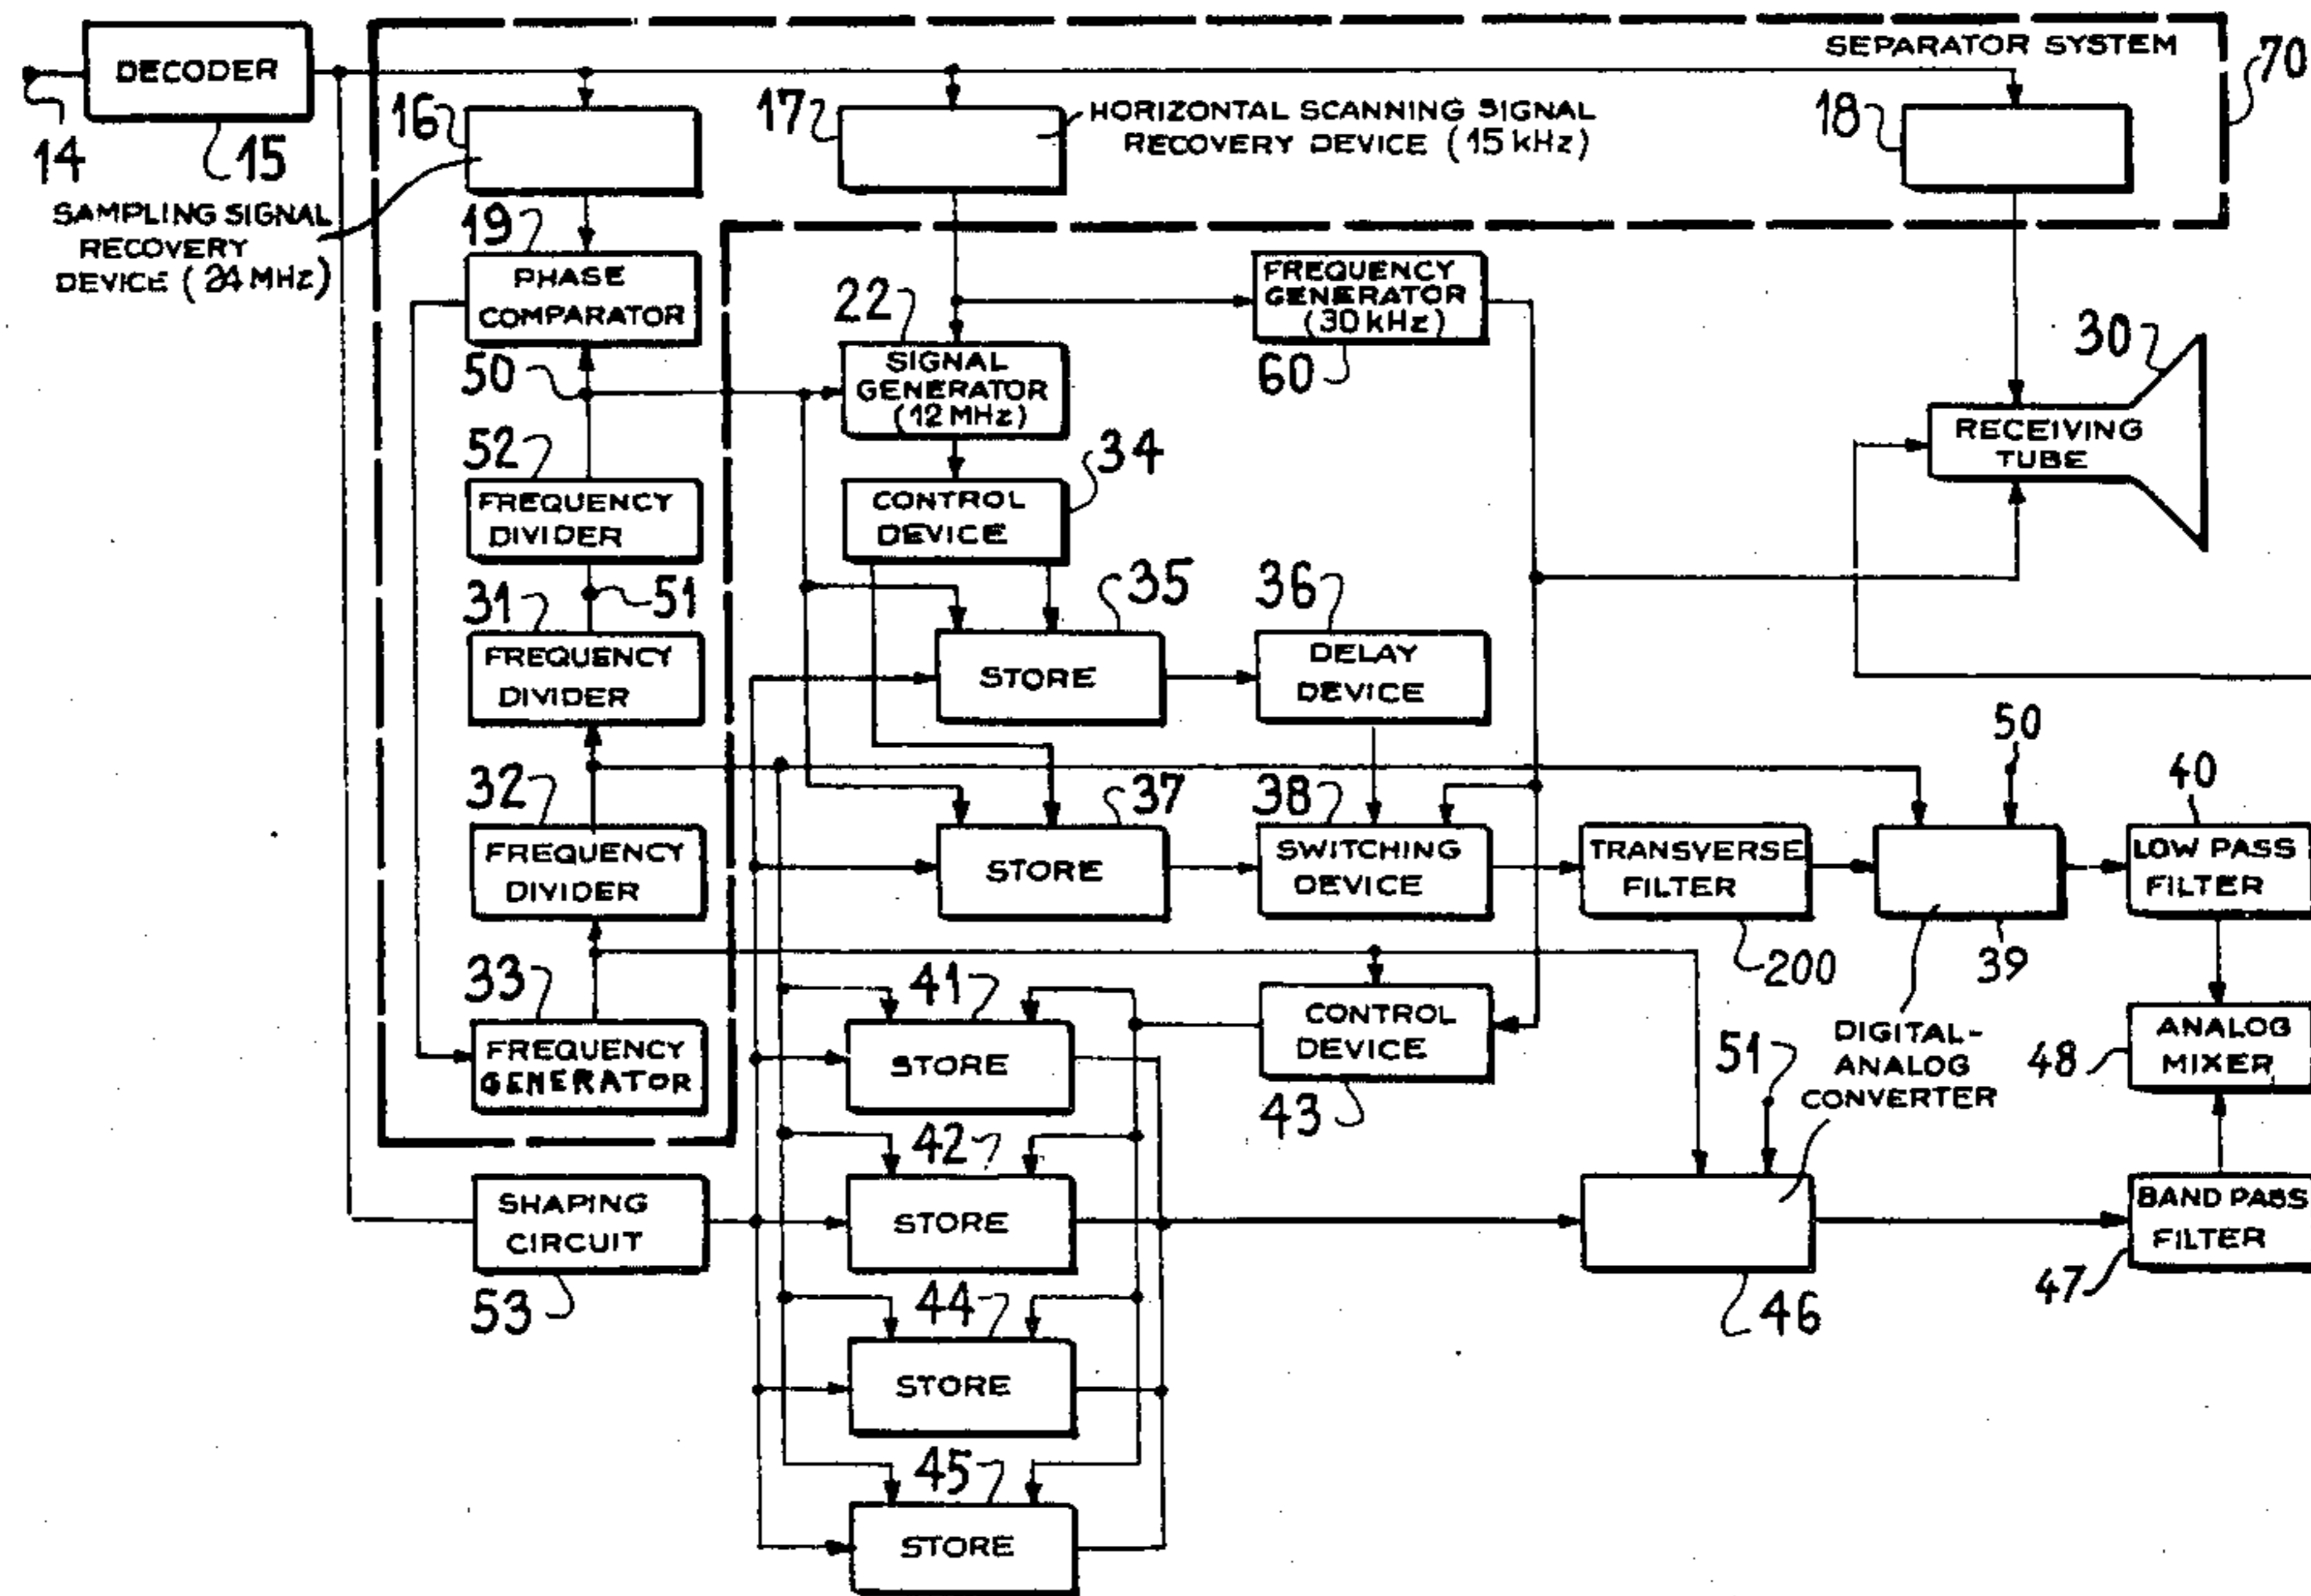 SEPARATOR SYSTEM
70
DECODER
14
15
16
17
HORIZONTAL SCANNING SIGNAL
RECOVERY DEVICE (15 kHz)
18
SAMPLING SIGNAL
RECOVERY
DEVICE (24 MHz)
19
PHASE
COMPARATOR
22
FREQUENCY
GENERATOR
(30 kHz)
60
30
50
SIGNAL
GENERATOR
(12 MHz)
RECEIVING
TUBE
52
34
FREQUENCY
DIVIDER
CONTROL
DEVICE
51
31
35
36
FREQUENCY
DIVIDER
STORE
DELAY
DEVICE
50
32
37
38
40
FREQUENCY
DIVIDER
STORE
SWITCHING
DEVICE
TRANSVERSE
FILTER
LOW PASS
FILTER
200
39
33
41
FREQUENCY
GENERATOR
STORE
CONTROL
DEVICE
43
51
DIGITAL-
ANALOG
CONVERTER
48
ANALOG
MIXER
42
SHAPING
CIRCUIT
53
STORE
46
BAND PASS
FILTER
47
44
STORE
45
STORE